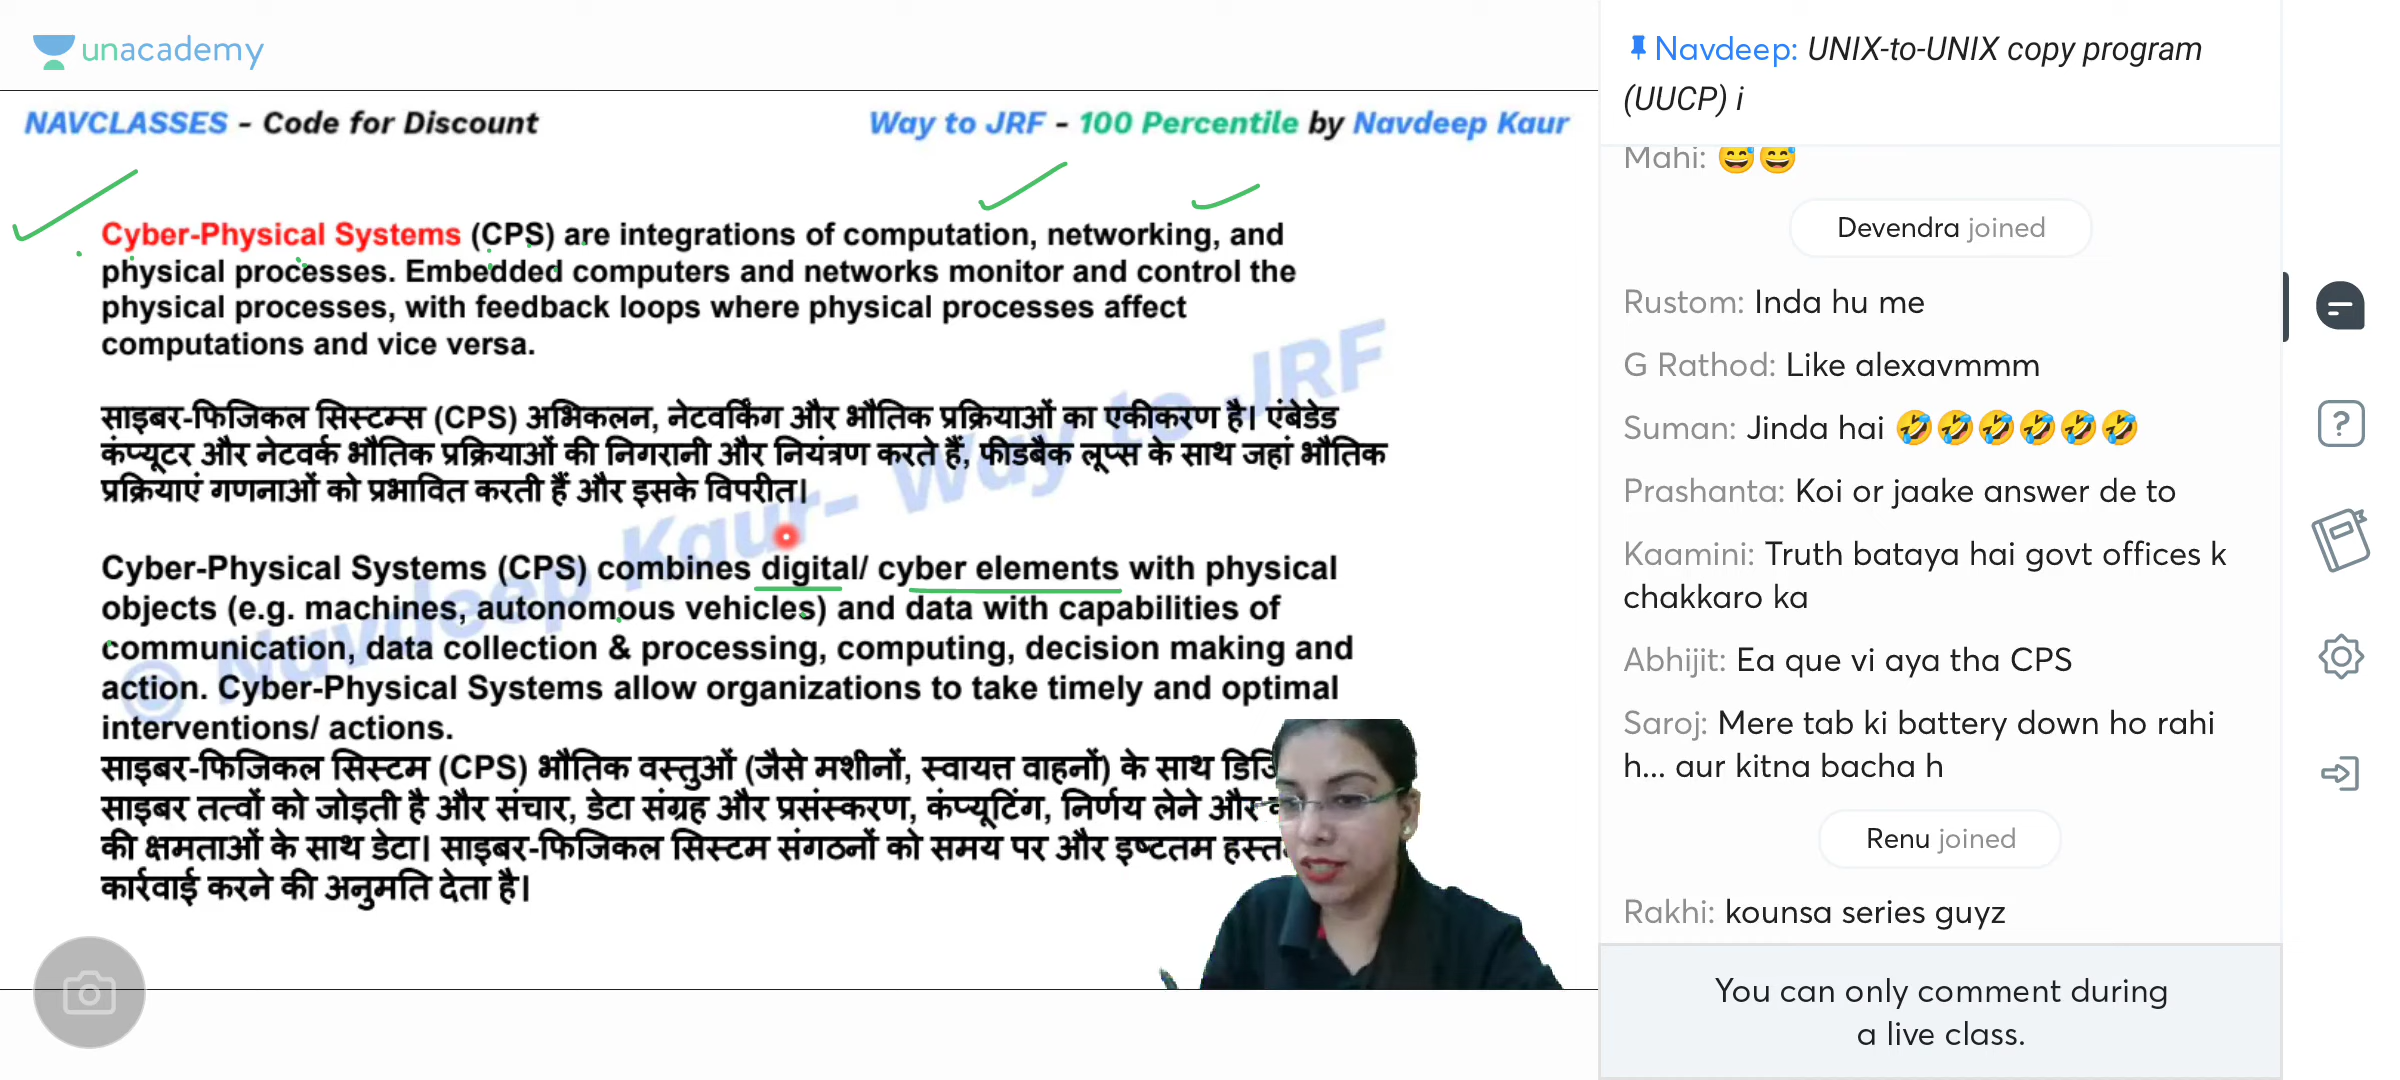 unacademy
NAVCLASSES - Code for Discount
Way to JRF - 100 Percentile by Navdeep Kaur
Cyber-Physical Systems (CPS) are integrations of computation, networking, and
physical processes. Embedded computers and networks monitor and control the
physical processes, with feedback loops where physical processes affect
computations and vice versa.
साइबर-फिजिकल सिस्टम्स (CPS) अभिकलन, नेटवर्किंग और भौतिक प्रक्रियाओं का एकीकरण है। एंबेडेड
कंप्यूटर और नेटवर्क भौतिक प्रक्रियाओं की निगरानी और नियंत्रण करते हैं, फीडबैक लूप्स के साथ जहां भौतिक
प्रक्रियाएं गणनाओं को प्रभावित करती हैं और इसके विपरीत।
Cyber-Physical Systems (CPS) combines digital/ cyber elements with physical
objects (e.g. machines, autonomous vehicles) and data with capabilities of
communication, data collection & processing, computing, decision making and
action. Cyber-Physical Systems allow organizations to take timely and optimal
interventions/ actions.
साइबर-फिजिकल सिस्टम (CPS) भौतिक वस्तुओं (जैसे मशीनों, स्वायत्त वाहनों) के साथ
साइबर तत्वों को जोड़ती है और संचार, डेटा संग्रह और प्रसंस्करण, कंप्यूटिंग, निर्णय लेने और
की क्षमताओं के साथ डेटा। साइबर-फिजिकल सिस्टम संगठनों को समय पर और इष्टतम
कार्रवाई करने की अनुमति देता है।
© Navdeep Kaur- Way to JRF
Navdeep: UNIX-to-UNIX copy program
(UUCP) i
Mahi: 😅😅
Devendra joined
Rustom: Inda hu me
G Rathod: Like alexavmmm
Suman: Jinda hai 🤣🤣🤣🤣🤣🤣
Prashanta: Koi or jaake answer de to
Kaamini: Truth bataya hai govt offices k
chakkaro ka
Abhijit: Ea que vi aya tha CPS
Saroj: Mere tab ki battery down ho rahi
h... aur kitna bacha h
Renu joined
Rakhi: kounsa series guyz
You can only comment during
a live class.